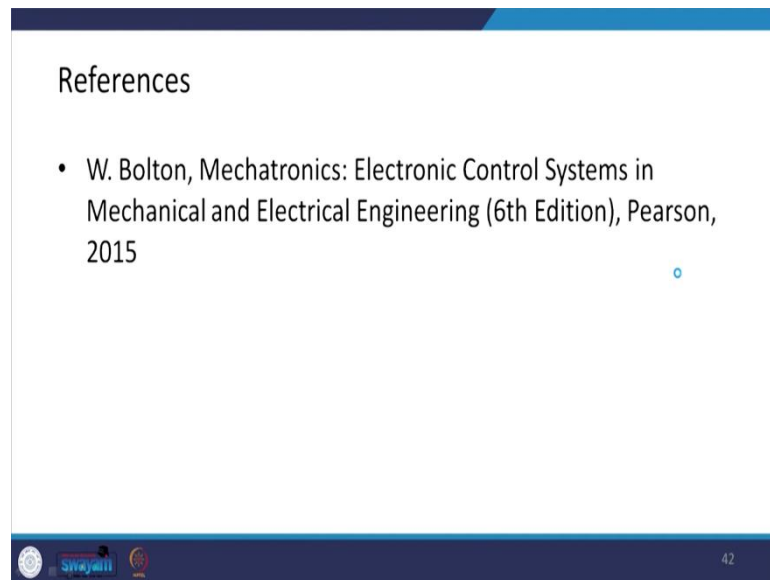 References
• W. Bolton, Mechatronics: Electronic Control Systems in
Mechanical and Electrical Engineering (6th Edition), Pearson,
2015
swayam
42